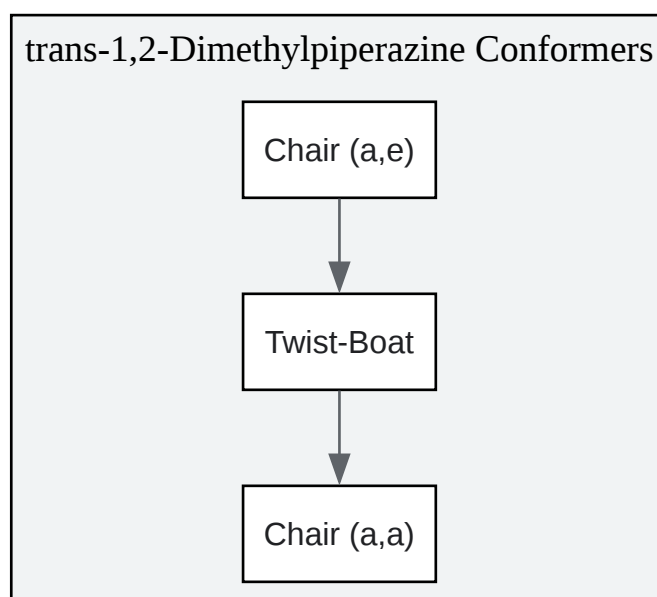 trans-1,2-Dimethylpiperazine Conformers
Chair (a,e)
Twist-Boat
Chair (a,a)